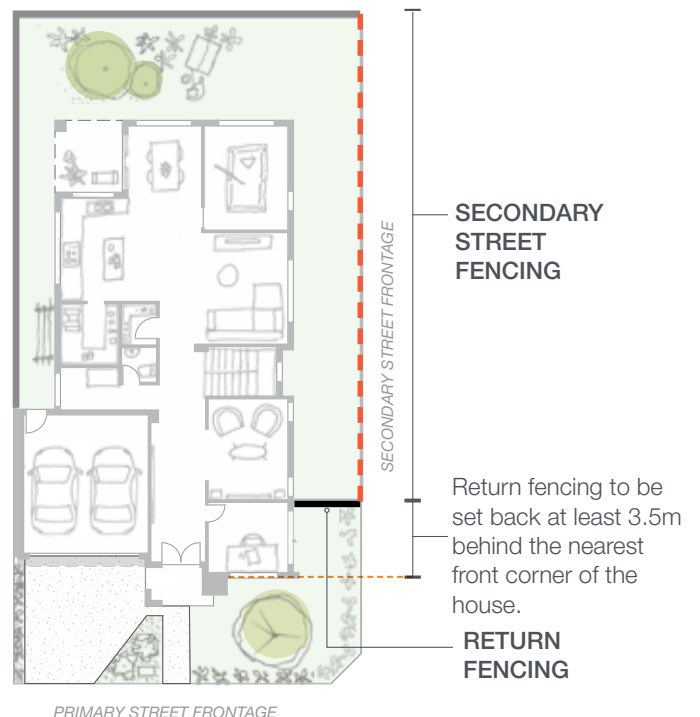 SECONDARY
STREET
FENCING
SECONDARY STREET FRONTAGE
Return fencing to be
set back at least 3.5m
behind the nearest
front corner of the
house.
RETURN
FENCING
PRIMARY STREET FRONTAGE